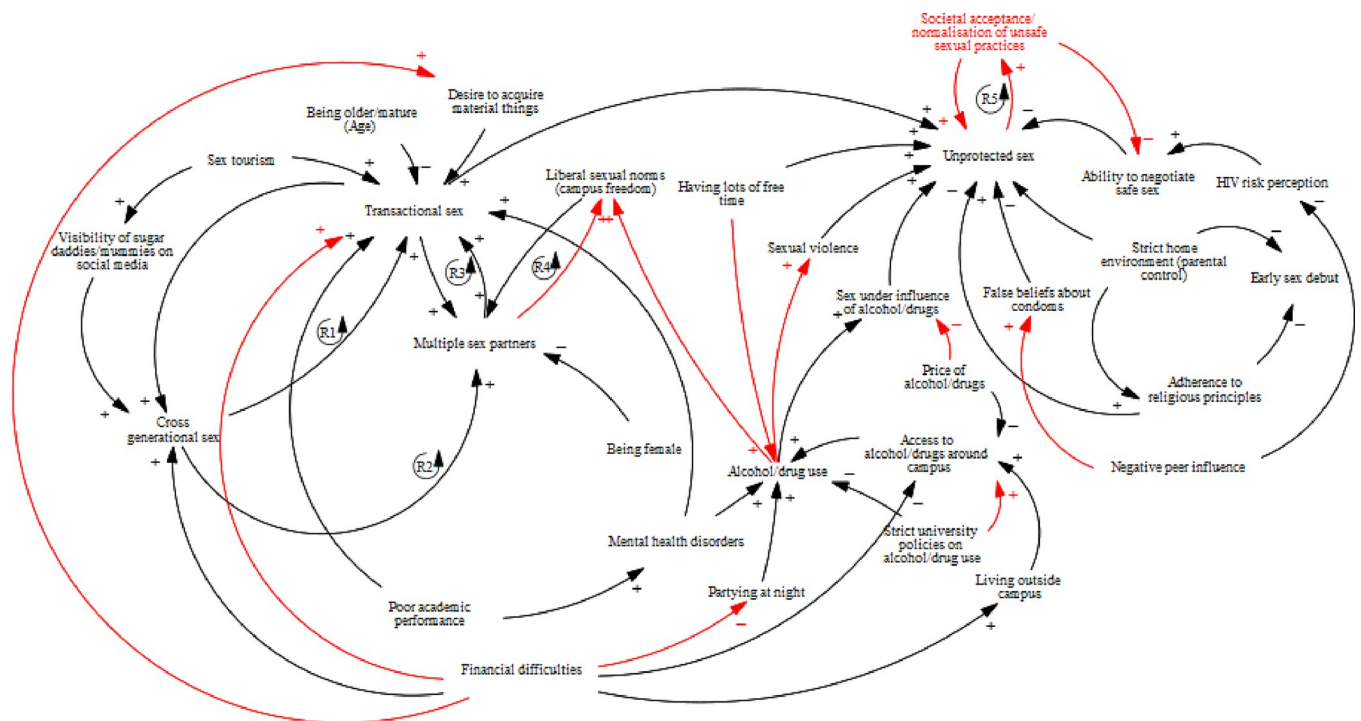 Societal acceptance/
normalisation of unsafe
sexual practices
+
Desire to acquire
material things
Being older/mature
(Age)
R5
+
−
+
+
+
−
+
Sex tourism
+
−
+
Liberal sexual norms
(campus freedom)
Having lots of free
time
+
Unprotected sex
Ability to negotiate
safe sex
HIV risk perception
+
Transactional sex
+
++
+
+
−
+
−
−
−
Visibility of sugar
daddies/mummies on
social media
+
+
+
+
R3
R4
+
Sexual violence
Strict home
environment (parental
control)
Early sex debut
+
Sex under influence
of alcohol/drugs
False beliefs about
condoms
+
+
R1
+
+
−
−
Multiple sex partners
−
+
Price of
alcohol/drugs
Adherence to
religious principles
+
+
Cross
generational sex
+
R2
Being female
+
+
Alcohol/drug use
Access to
alcohol/drugs around
campus
−
+
Negative peer influence
+
−
+
−
+
Mental health disorders
Strict university
policies on
alcohol/drug use
+
Poor academic
performance
Partying at night
−
Living outside
campus
+
Financial difficulties